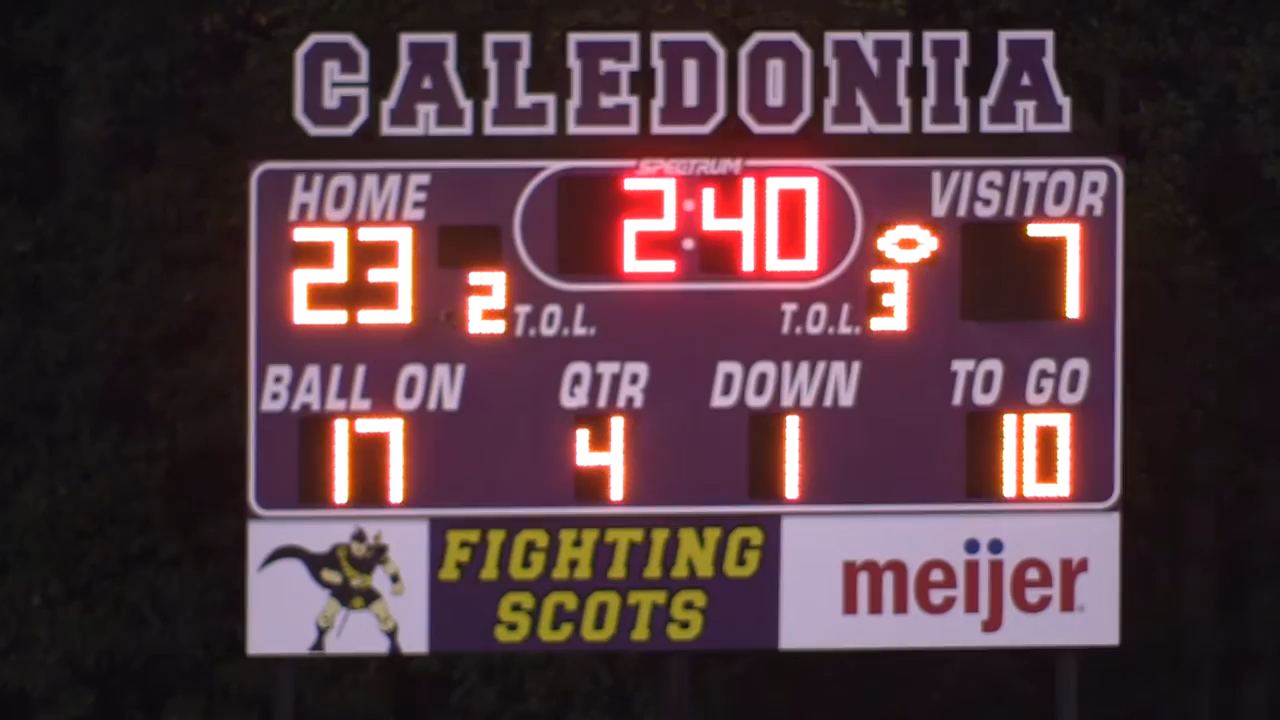 CALEDONIA
SPECTRUM
HOME 2:40 VISITOR
23 7
2 T.O.L. T.O.L. 3
BALL ON QTR DOWN TO GO
17 4 1 10
FIGHTING
SCOTS
meijer